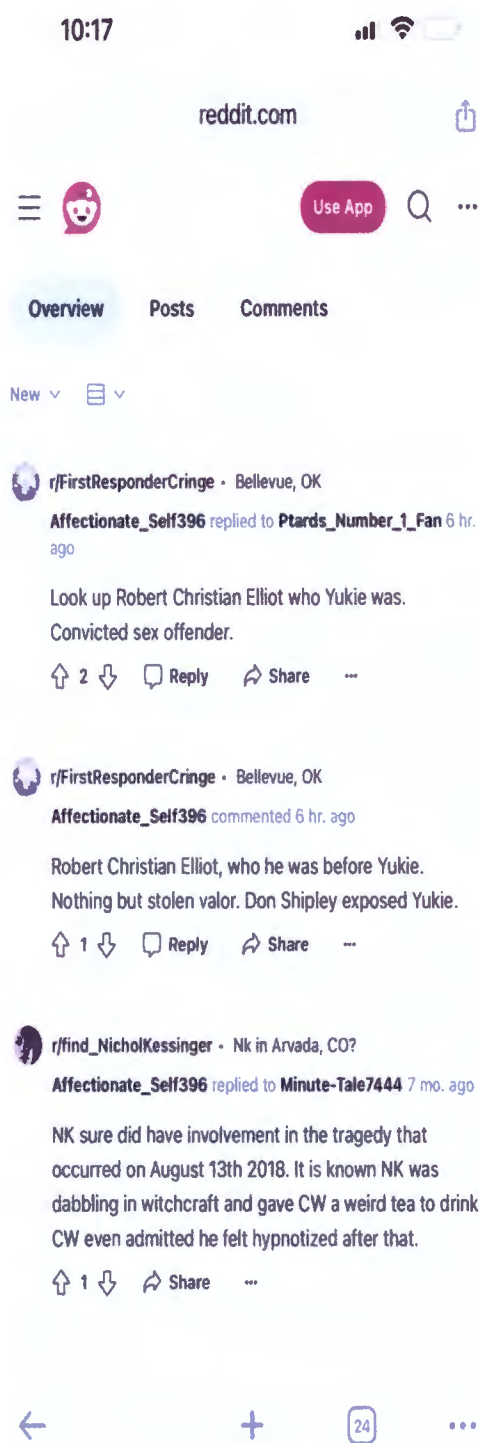 10:17
reddit.com
Use App
Overview Posts Comments
New
r/FirstResponderCringe • Bellevue, OK
Affectionate_Self396 replied to Ptards_Number_1_Fan 6 hr.
ago
Look up Robert Christian Elliot who Yukie was.
Convicted sex offender.
2 Reply Share
r/FirstResponderCringe • Bellevue, OK
Affectionate_Self396 commented 6 hr. ago
Robert Christian Elliot, who he was before Yukie.
Nothing but stolen valor. Don Shipley exposed Yukie.
1 Reply Share
r/find_NicholKessinger • Nk in Arvada, CO?
Affectionate_Self396 replied to Minute-Tale7444 7 mo. ago
NK sure did have involvement in the tragedy that
occurred on August 13th 2018. It is known NK was
dabbling in witchcraft and gave CW a weird tea to drink
CW even admitted he felt hypnotized after that.
1 Share
24